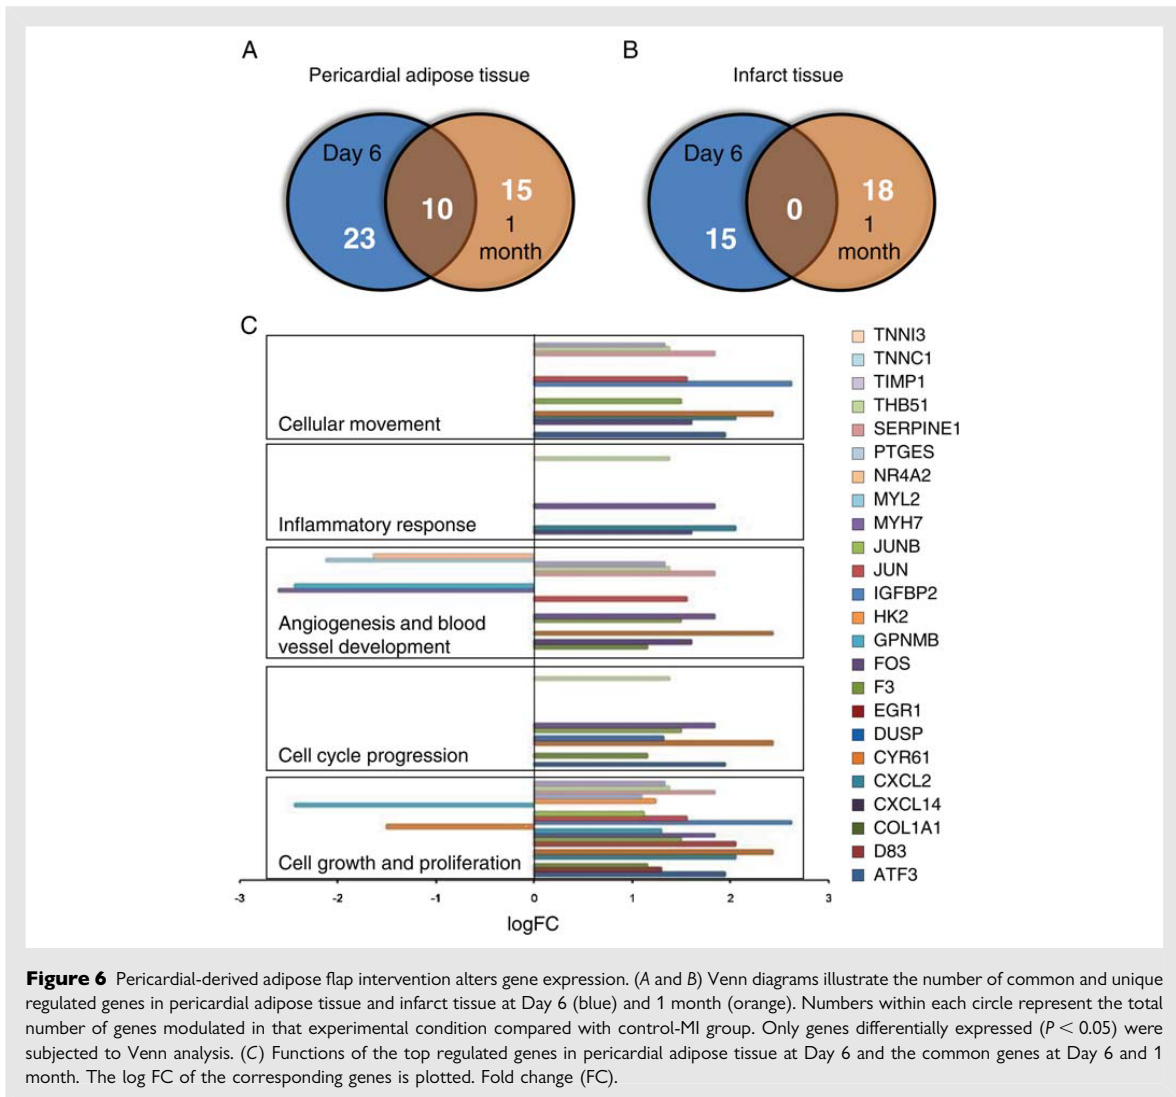 A
B
Pericardial adipose tissue
Infarct tissue
Day 6
23
10
15
1
month
Day 6
15
0
18
1
month
C
Cellular movement
Inflammatory response
Angiogenesis and blood
vessel development
Cell cycle progression
Cell growth and proliferation
-3
-2
-1
0
1
2
3
logFC
TNNI3
TNNC1
TIMP1
THB51
SERPINE1
PTGES
NR4A2
MYL2
MYH7
JUNB
JUN
IGFBP2
HK2
GPNMB
FOS
F3
EGR1
DUSP
CYR61
CXCL2
CXCL14
COL1A1
D83
ATF3
Figure 6 Pericardial-derived adipose flap intervention alters gene expression. (A and B) Venn diagrams illustrate the number of common and unique
regulated genes in pericardial adipose tissue and infarct tissue at Day 6 (blue) and 1 month (orange). Numbers within each circle represent the total
number of genes modulated in that experimental condition compared with control-MI group. Only genes differentially expressed (P < 0.05) were
subjected to Venn analysis. (C) Functions of the top regulated genes in pericardial adipose tissue at Day 6 and the common genes at Day 6 and 1
month. The log FC of the corresponding genes is plotted. Fold change (FC).